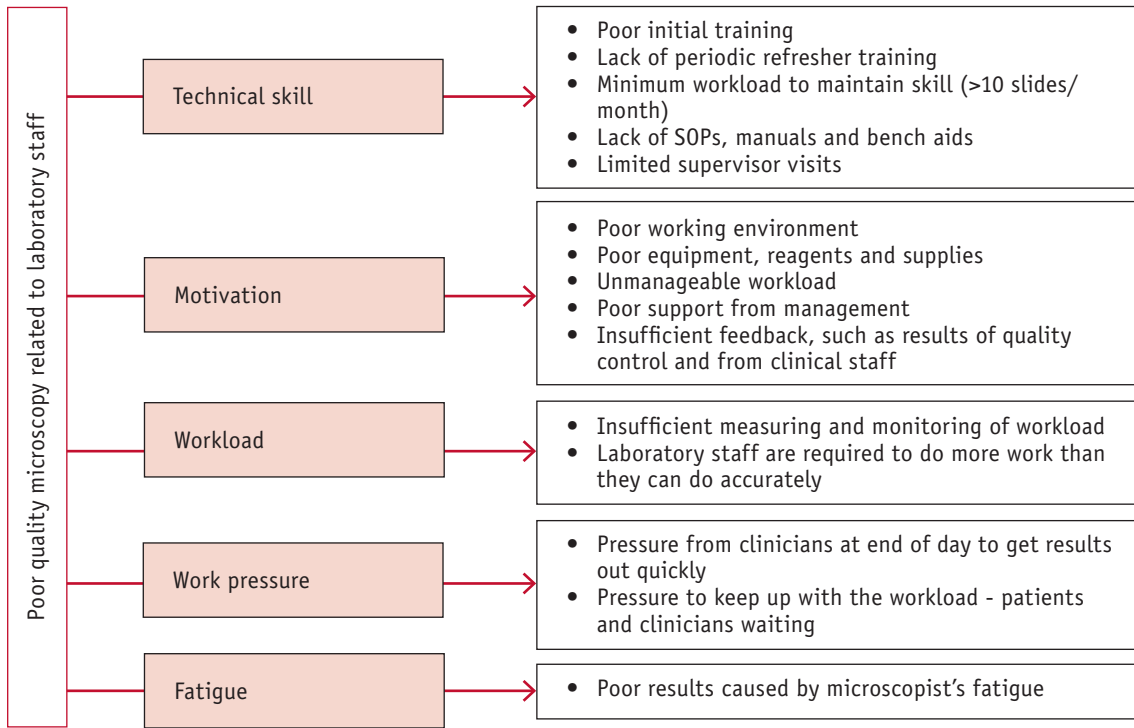 Poor quality microscopy related to laboratory staff
Technical skill
• Poor initial training
• Lack of periodic refresher training
• Minimum workload to maintain skill (>10 slides/
month)
• Lack of SOPs, manuals and bench aids
• Limited supervisor visits
Motivation
• Poor working environment
• Poor equipment, reagents and supplies
• Unmanageable workload
• Poor support from management
• Insufficient feedback, such as results of quality
control and from clinical staff
Workload
• Insufficient measuring and monitoring of workload
• Laboratory staff are required to do more work than
they can do accurately
Work pressure
• Pressure from clinicians at end of day to get results
out quickly
• Pressure to keep up with the workload - patients
and clinicians waiting
Fatigue
• Poor results caused by microscopist's fatigue